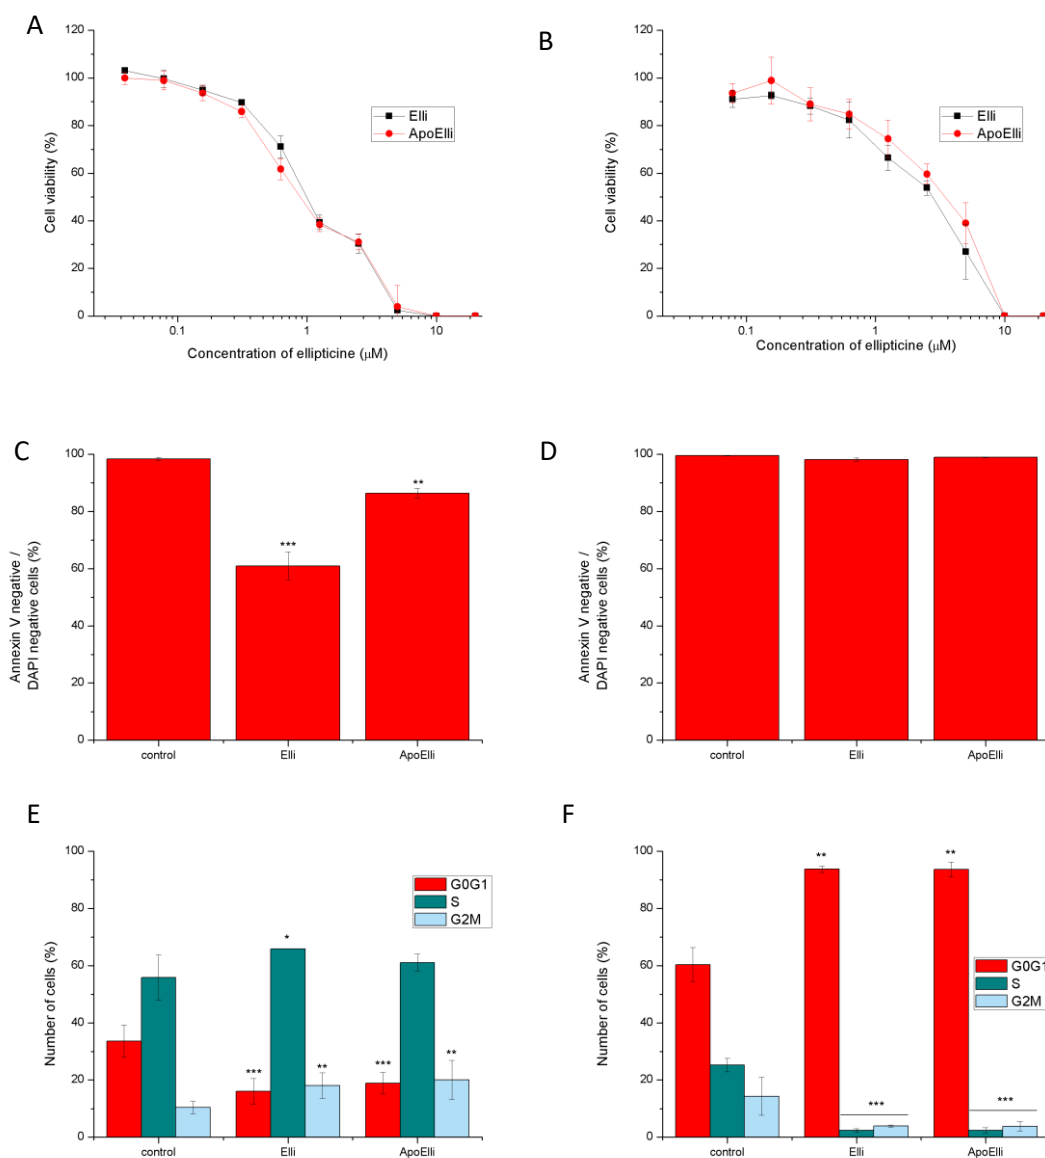 A
120
100
80
60
40
20
0
Cell viability (%)
Elli
ApoElli
0.1
1
10
Concentration of ellipticine (μM)
B
120
100
80
60
40
20
0
Cell viability (%)
Elli
ApoElli
0.1
1
10
Concentration of ellipticine (μM)
C
100
80
60
40
20
0
Annexin V negative /
DAPI negative cells (%)
***
**
control
Elli
ApoElli
D
100
80
60
40
20
0
Annexin V negative /
DAPI negative cells (%)
control
Elli
ApoElli
E
100
80
60
40
20
0
Number of cells (%)
G0G1
S
G2M
***
*
**
***
**
control
Elli
ApoElli
F
100
80
60
40
20
0
Number of cells (%)
G0G1
S
G2M
**
***
**
***
control
Elli
ApoElli